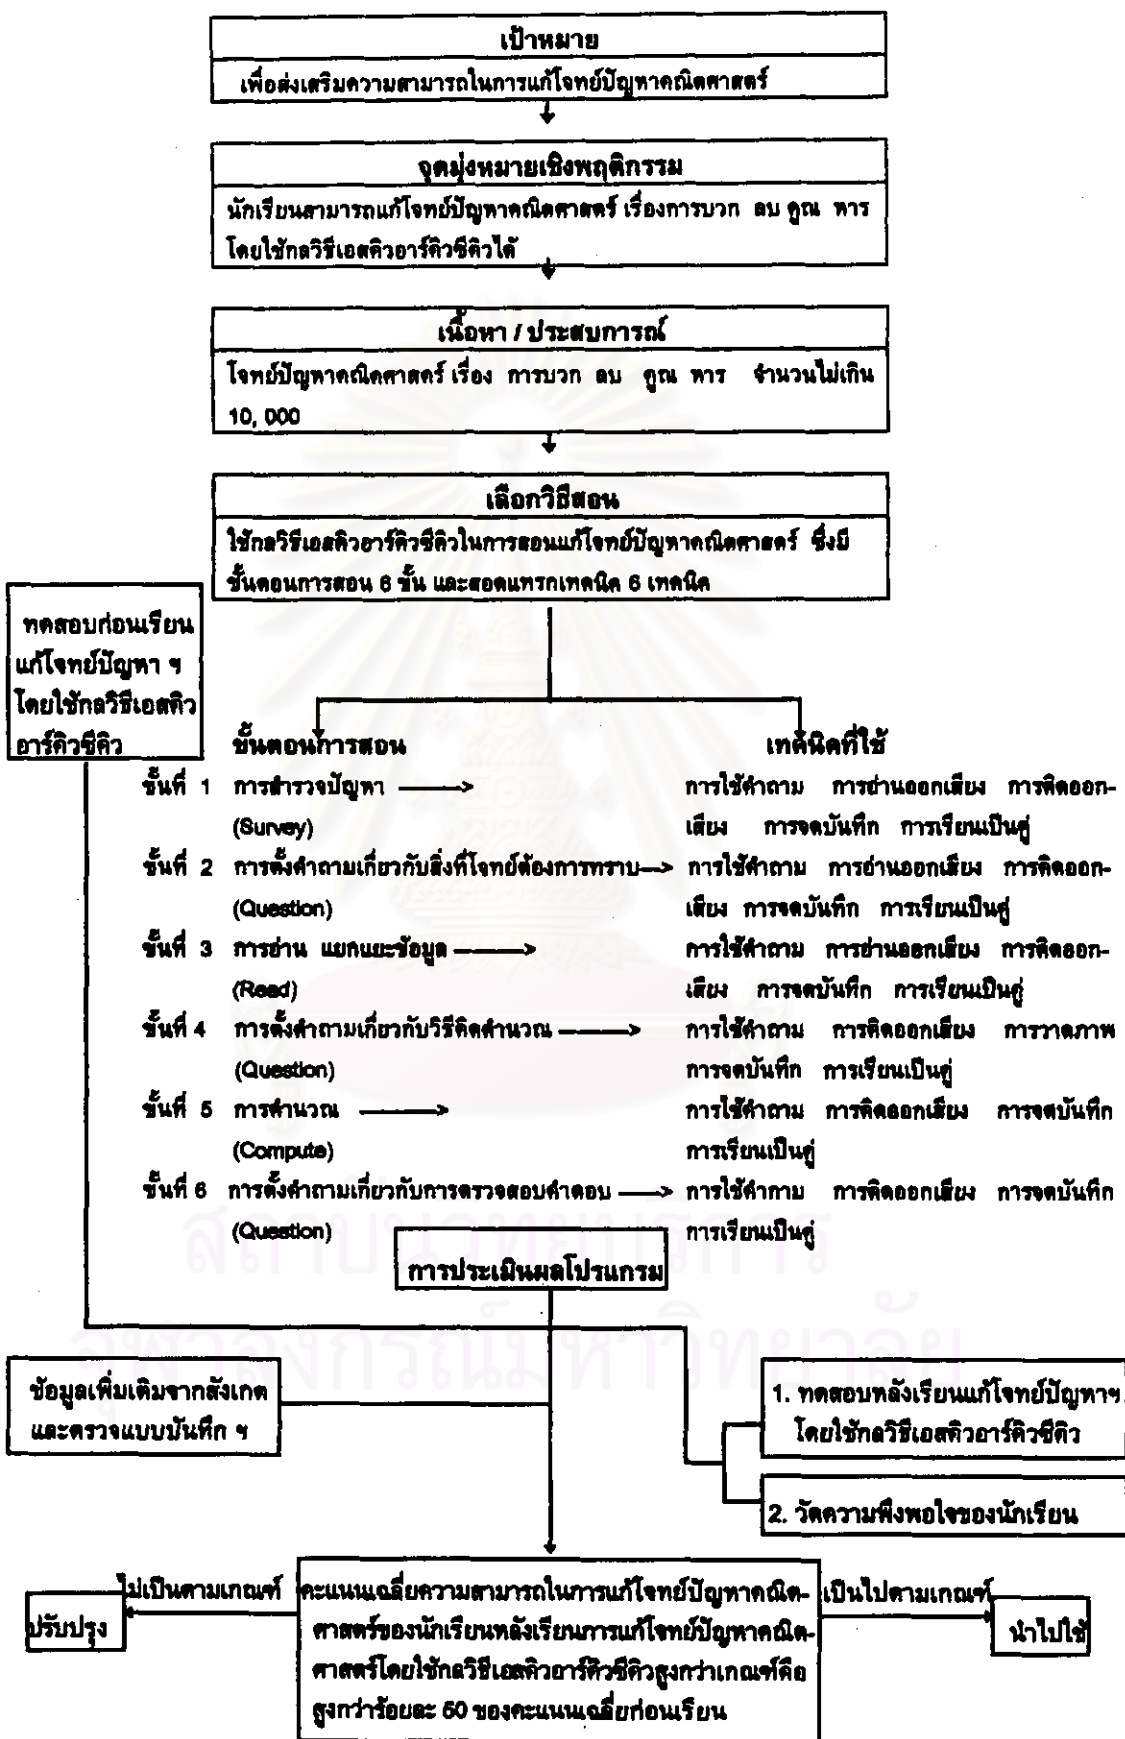 เป้าหมาย
เพื่อส่งเสริมความสามารถในการแก้โจทย์ปัญหาคณิตศาสตร์
จุดมุ่งหมายเชิงพฤติกรรม
นักเรียนสามารถแก้โจทย์ปัญหาคณิตศาสตร์ เรื่องการบวก ลบ คูณ หาร
โดยใช้กลวิธีเอสคิวอาร์คิวซีคิวได้
เนื้อหา / ประสบการณ์
โจทย์ปัญหาคณิตศาสตร์ เรื่อง การบวก ลบ คูณ หาร จำนวนไม่เกิน
10, 000
เลือกวิธีสอน
ใช้กลวิธีเอสคิวอาร์คิวซีคิวในการสอนแก้โจทย์ปัญหาคณิตศาสตร์ ซึ่งมี
ขั้นตอนการสอน 6 ขั้น และสอดแทรกเทคนิค 6 เทคนิค
ทดสอบก่อนเรียน
แก้โจทย์ปัญหา ฯ
โดยใช้กลวิธีเอสคิว
อาร์คิวซีคิว
ขั้นตอนการสอน เทคนิคที่ใช้
ขั้นที่ 1 การสำรวจปัญหา ⟶ การใช้คำถาม การอ่านออกเสียง การคิดออก-
(Survey) เสียง การจดบันทึก การเรียนเป็นคู่
ขั้นที่ 2 การตั้งคำถามเกี่ยวกับสิ่งที่โจทย์ต้องการทราบ ⟶ การใช้คำถาม การอ่านออกเสียง การคิดออก-
(Question) เสียง การจดบันทึก การเรียนเป็นคู่
ขั้นที่ 3 การอ่าน แยกแยะข้อมูล ⟶ การใช้คำถาม การอ่านออกเสียง การคิดออก-
(Read) เสียง การจดบันทึก การเรียนเป็นคู่
ขั้นที่ 4 การตั้งคำถามเกี่ยวกับวิธีคิดคำนวณ ⟶ การใช้คำถาม การคิดออกเสียง การวาดภาพ
(Question) การจดบันทึก การเรียนเป็นคู่
ขั้นที่ 5 การคำนวณ ⟶ การใช้คำถาม การคิดออกเสียง การจดบันทึก
(Compute) การเรียนเป็นคู่
ขั้นที่ 6 การตั้งคำถามเกี่ยวกับการตรวจสอบคำตอบ ⟶ การใช้คำถาม การคิดออกเสียง การจดบันทึก
(Question) การเรียนเป็นคู่
สถาบันวิทยบริการ
การประเมินผลโปรแกรม
จุฬาลงกรณ์มหาวิทยาลัย
ข้อมูลเพิ่มเติมจากสังเกต
และตรวจแบบบันทึก ฯ
1. ทดสอบหลังเรียนแก้โจทย์ปัญหาฯ
โดยใช้กลวิธีเอสคิวอาร์คิวซีคิว
2. วัดความพึงพอใจของนักเรียน
ไม่เป็นตามเกณฑ์
ปรับปรุง
คะแนนเฉลี่ยความสามารถในการแก้โจทย์ปัญหาคณิต-
ศาสตร์ของนักเรียนหลังเรียนการแก้โจทย์ปัญหาคณิต-
ศาสตร์โดยใช้กลวิธีเอสคิวอาร์คิวซีคิวสูงกว่าเกณฑ์คือ
สูงกว่าร้อยละ 50 ของคะแนนเฉลี่ยก่อนเรียน
เป็นไปตามเกณฑ์
นำไปใช้